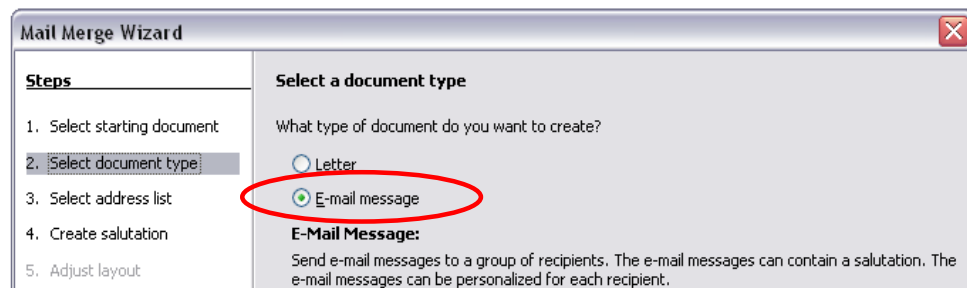 Mail Merge Wizard
Steps
1. Select starting document
2. Select document type
3. Select address list
4. Create salutation
5. Adjust layout
Select a document type
What type of document do you want to create?
Letter
E-mail message
E-Mail Message:
Send e-mail messages to a group of recipients. The e-mail messages can contain a salutation. The
e-mail messages can be personalized for each recipient.